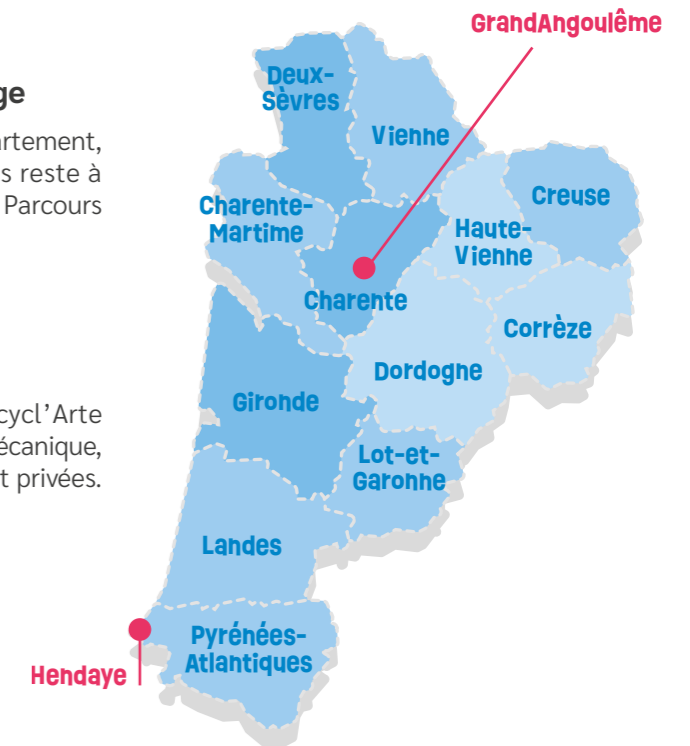 ge
artement,
s reste à
Parcours
cycl’Arte
écanique,
t privées.
GrandAngoulême
Deux-
Sèvres
Vienne
Creuse
Charente-
Martime
Haute-
Vienne
Charente
Corrèze
Dordogne
Gironde
Lot-et-
Garonne
Landes
Pyrénées-
Atlantiques
Hendaye